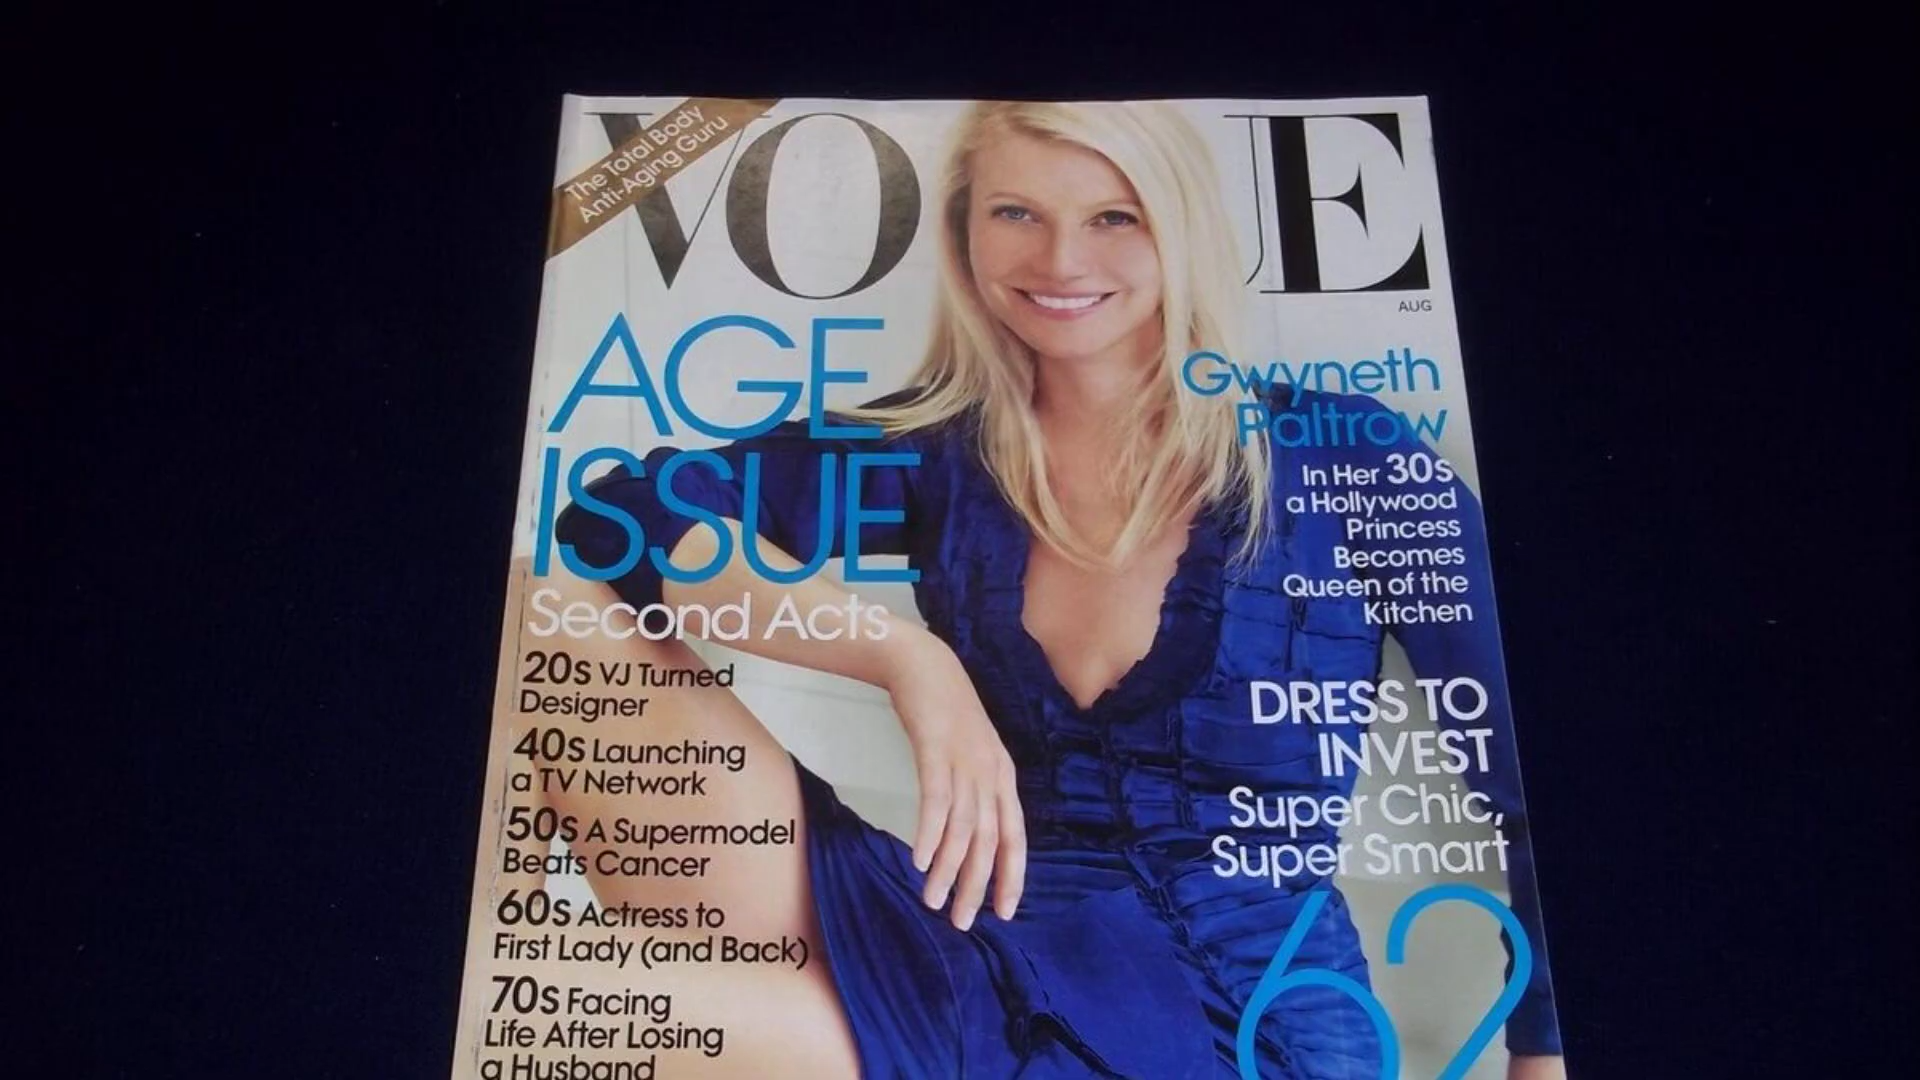 The Total Body
Anti-Aging Guru
VOUE
AUG
AGE
ISSUE
Second Acts
20s VJ Turned
Designer
40s Launching
a TV Network
50s A Supermodel
Beats Cancer
60s Actress to
First Lady (and Back)
70s Facing
Life After Losing
a Husband
Gwyneth
Paltrow
In Her 30s
a Hollywood
Princess
Becomes
Queen of the
Kitchen
DRESS TO
INVEST
Super Chic,
Super Smart
62